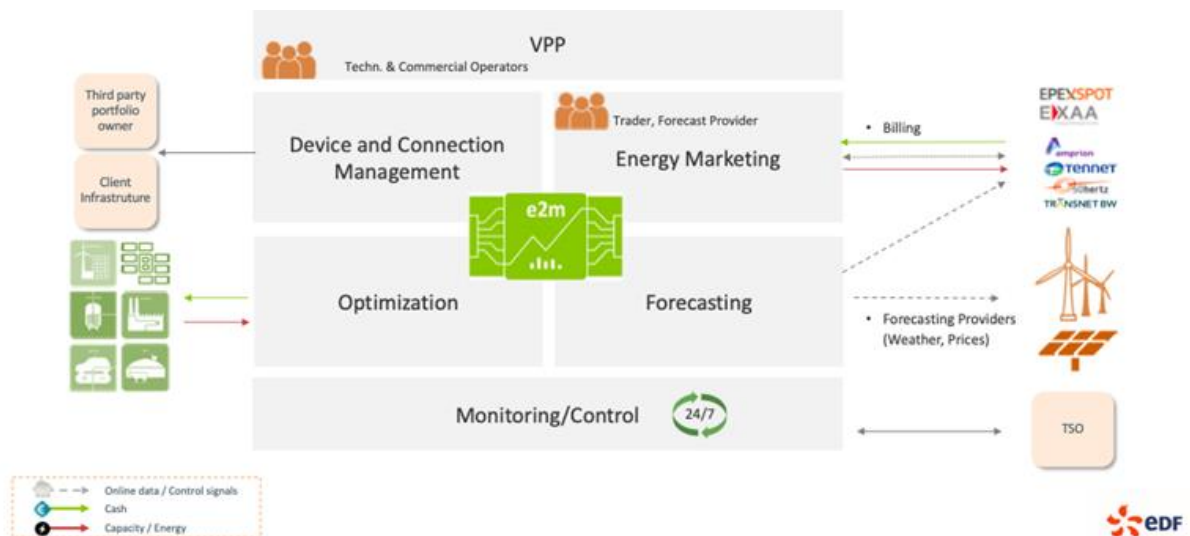 VPP
Techn. & Commercial Operators
Third party
portfolio
owner
Client
Infrastruture
Device and Connection
Management
Trader, Forecast Provider
Energy Marketing
e2m
Optimization
Forecasting
Monitoring/Control
24/7
• Billing
EPEXSPOT
EXAA
amprion
TENNET
50hertz
TRANSNET BW
• Forecasting Providers
(Weather, Prices)
TSO
Online data / Control signals
Cash
Capacity / Energy
eDF